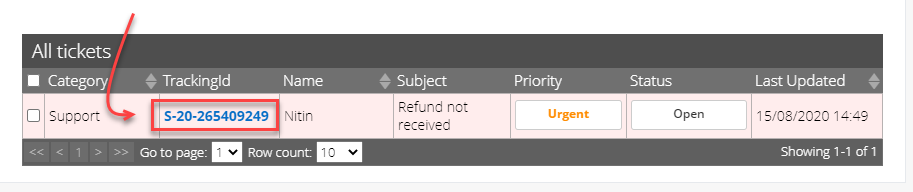 All tickets
Category TrackingId Name Subject Priority Status Last Updated
Support S-20-265409249 Nitin Refund not received Urgent Open 15/08/2020 14:49
<< < 1 > >> Go to page: 1 Row count: 10 Showing 1-1 of 1